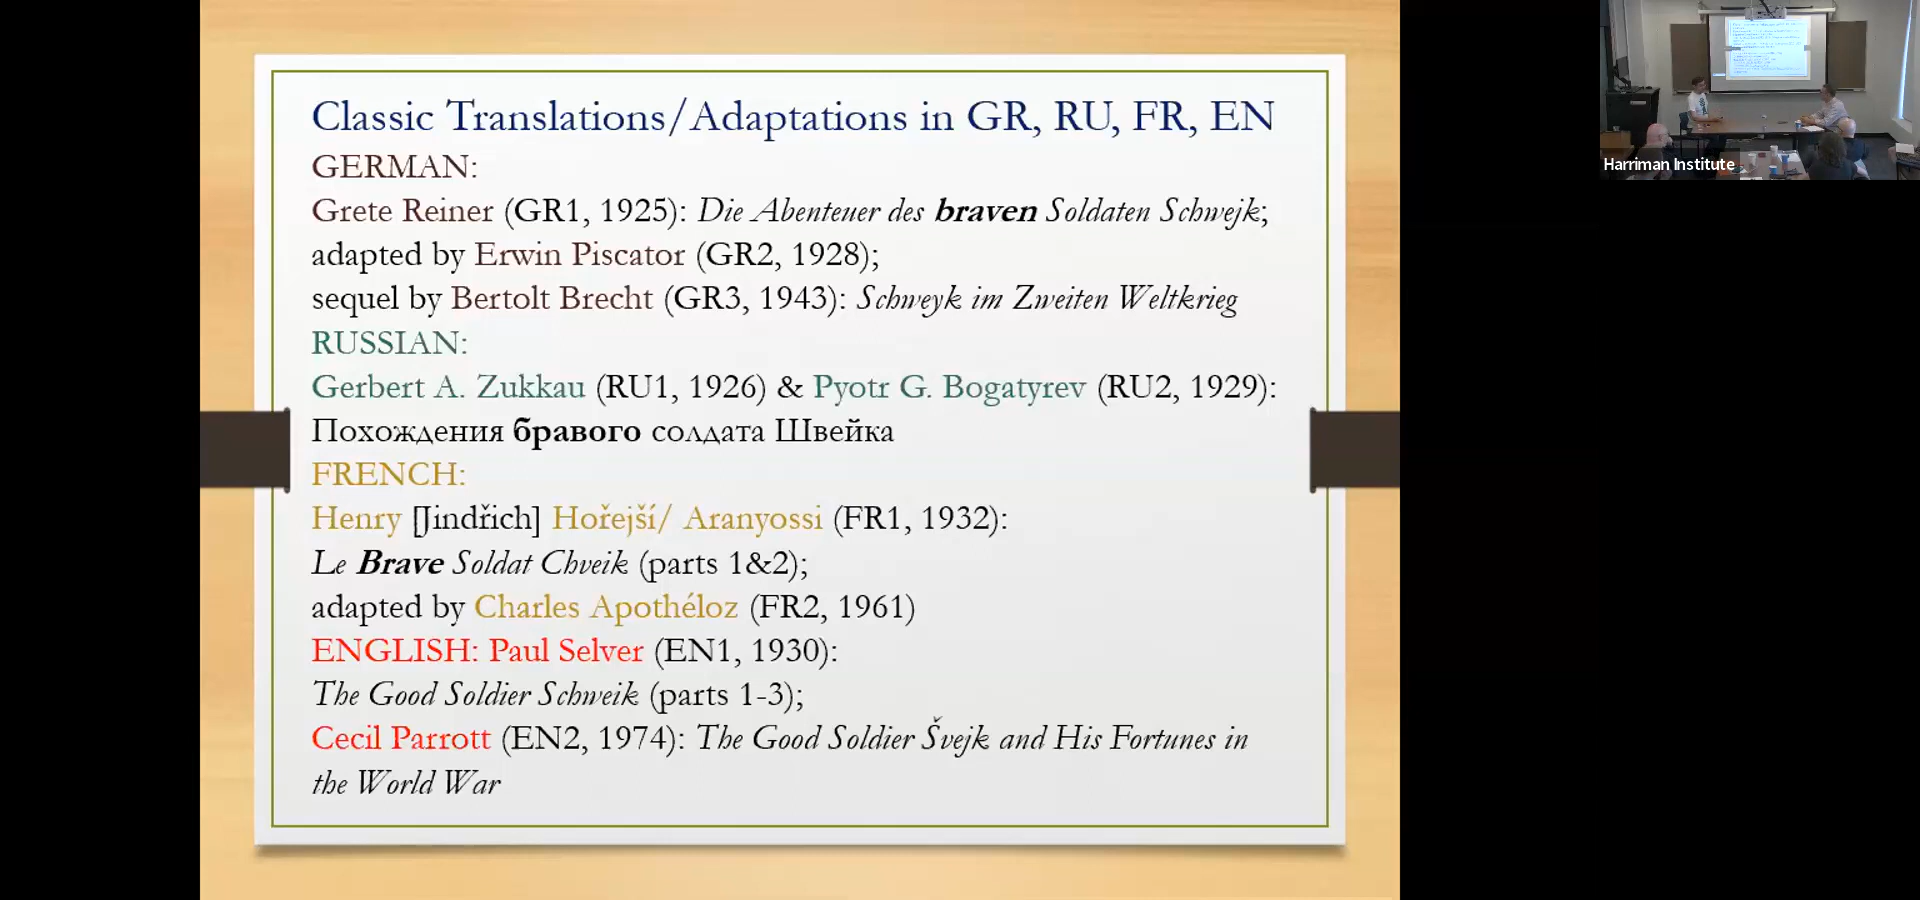 Classic Translations/Adaptations in GR, RU, FR, EN
GERMAN:
Grete Reiner (GR1, 1925): Die Abenteuer des braven Soldaten Schwejk;
adapted by Erwin Piscator (GR2, 1928);
sequel by Bertolt Brecht (GR3, 1943): Schweyk im Zweiten Weltkrieg
RUSSIAN:
Gerbert A. Zukkau (RU1, 1926) & Pyotr G. Bogatyrev (RU2, 1929):
Похождения бравого солдата Швейка
FRENCH:
Henry [Jindřich] Hořejší/ Aranyossi (FR1, 1932):
Le Brave Soldat Chveik (parts 1&2);
adapted by Charles Apothéloz (FR2, 1961)
ENGLISH: Paul Selver (EN1, 1930):
The Good Soldier Schweik (parts 1-3);
Cecil Parrott (EN2, 1974): The Good Soldier Švejk and His Fortunes in
the World War
Harriman Institute